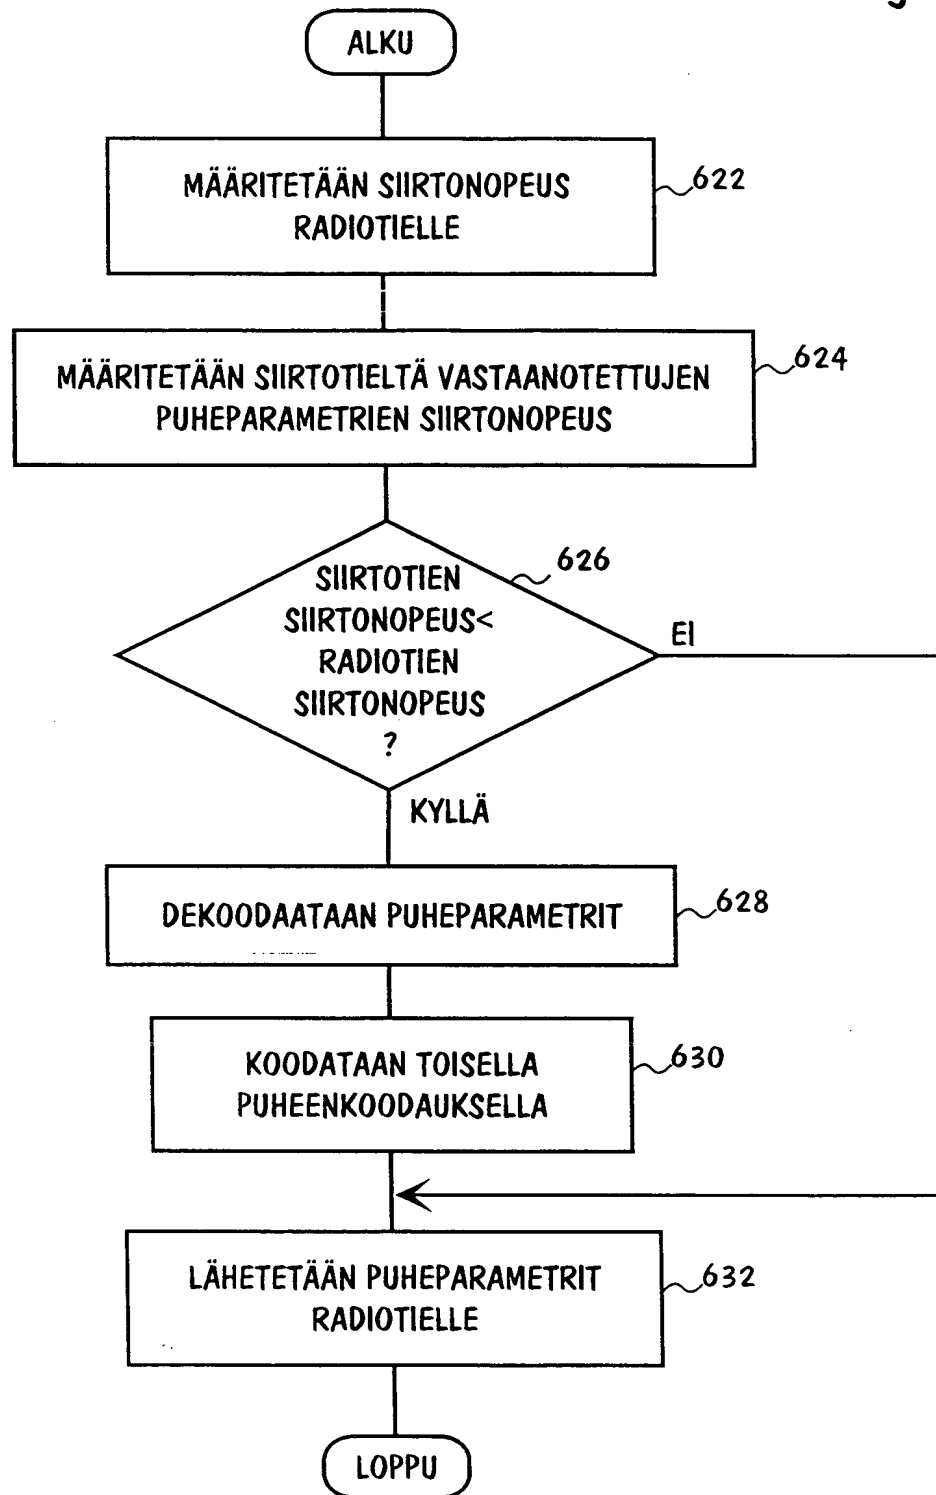 ALKU
MÄÄRITETÄÄN SIIRTONOPEUS
RADIOTIELLE
622
MÄÄRITETÄÄN SIIRTOTIELTÄ VASTAANOTETTUJEN
PUHEPARAMETRIEN SIIRTONOPEUS
624
SIIRTOTIEN
SIIRTONOPEUS<
RADIOTIEN
SIIRTONOPEUS
?
626
EI
KYLLÄ
DEKOODAATAAN PUHEPARAMETRIT
628
KOODATAAN TOISELLA
PUHEENKOODAUKSELLA
630
LÄHETETÄÄN PUHEPARAMETRIT
RADIOTIELLE
632
LOPPU